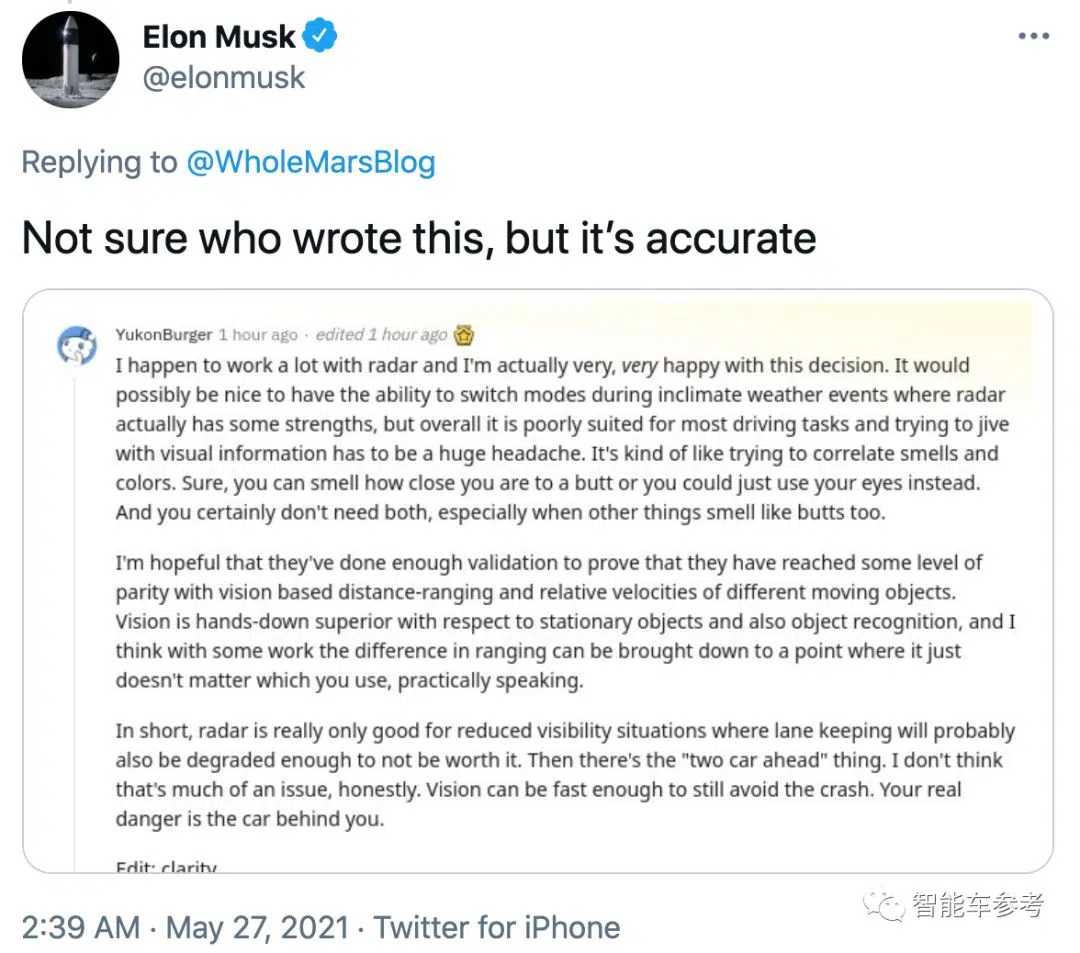 Elon Musk
@elonmusk
Replying to @WholeMarsBlog
Not sure who wrote this, but it’s accurate
YukonBurger 1 hour ago · edited 1 hour ago
I happen to work a lot with radar and I'm actually very, very happy with this decision. It would
possibly be nice to have the ability to switch modes during inclimate weather events where radar
actually has some strengths, but overall it is poorly suited for most driving tasks and trying to jive
with visual information has to be a huge headache. It's kind of like trying to correlate smells and
colors. Sure, you can smell how close you are to a butt or you could just use your eyes instead.
And you certainly don't need both, especially when other things smell like butts too.
I'm hopeful that they've done enough validation to prove that they have reached some level of
parity with vision based distance-ranging and relative velocities of different moving objects.
Vision is hands-down superior with respect to stationary objects and also object recognition, and I
think with some work the difference in ranging can be brought down to a point where it just
doesn't matter which you use, practically speaking.
In short, radar is really only good for reduced visibility situations where lane keeping will probably
also be degraded enough to not be worth it. Then there's the "two car ahead" thing. I don't think
that's much of an issue, honestly. Vision can be fast enough to still avoid the crash. Your real
danger is the car behind you.
Edit: clarity
智能车参考
2:39 AM · May 27, 2021 · Twitter for iPhone